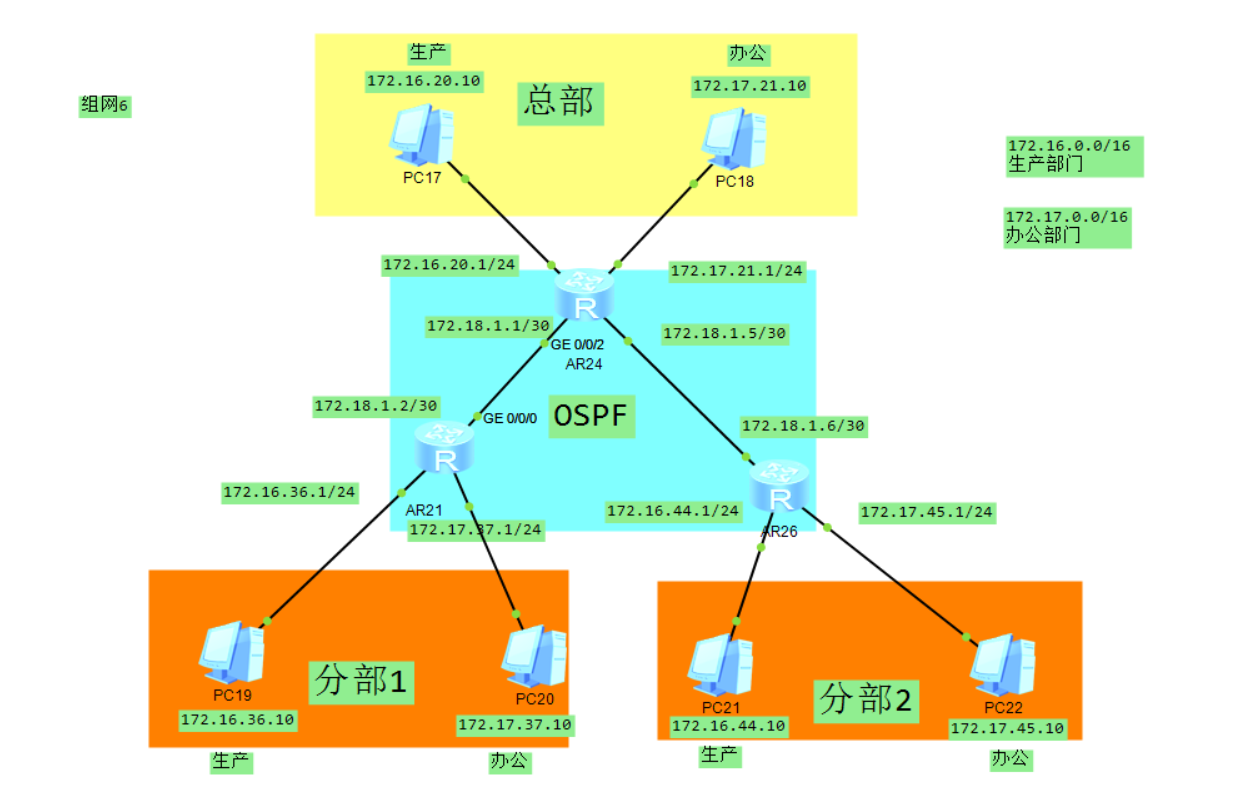 生产
办公
172.16.20.10
172.17.21.10
总部
组网6
PC17
PC18
172.16.0.0/16
生产部门
172.17.0.0/16
办公部门
172.16.20.1/24
172.17.21.1/24
R
172.18.1.1/30
172.18.1.5/30
GE 0/0/2
AR24
172.18.1.2/30
GE 0/0/0
OSPF
172.18.1.6/30
R
R
172.16.36.1/24
AR21
172.17.37.1/24
172.16.44.1/24
172.17.45.1/24
AR26
分部1
PC19
PC20
172.16.36.10
172.17.37.10
生产
办公
分部2
PC21
PC22
172.16.44.10
172.17.45.10
生产
办公